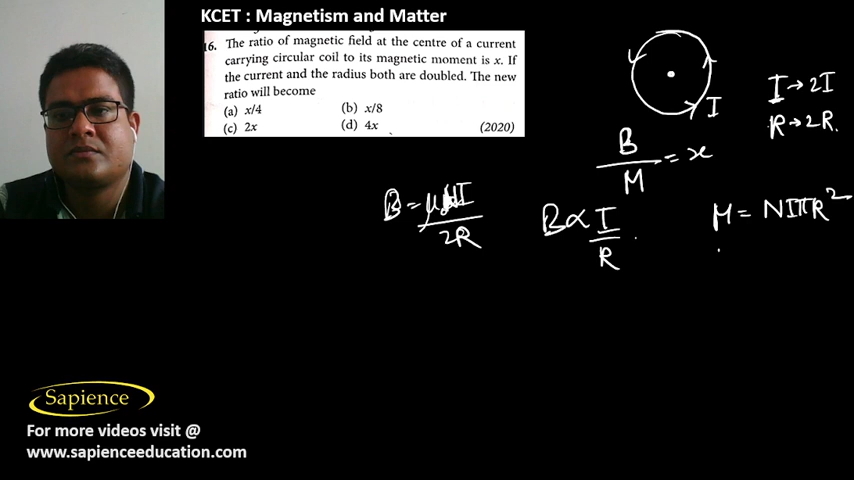 KCET : Magnetism and Matter
16. The ratio of magnetic field at the centre of a current
carrying circular coil to its magnetic moment is x. If
the current and the radius both are doubled. The new
ratio will become
(a) x/4 (b) x/8
(c) 2x (d) 4x (2020)
I
I → 2I
R → 2R.
B/M = x
B = μ I/2R
B ∝ I/R .
M = NIπR²
Sapience
For more videos visit @
www.sapienceeducation.com